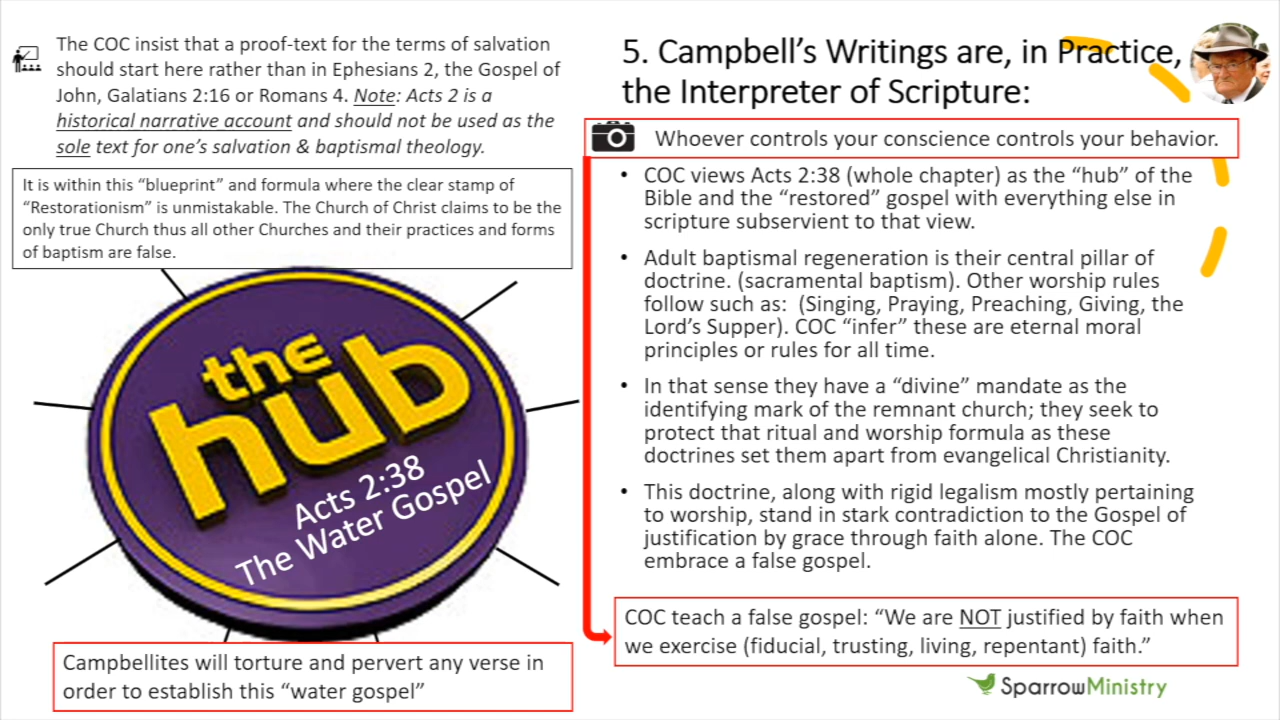 The COC insist that a proof-text for the terms of salvation
should start here rather than in Ephesians 2, the Gospel of
John, Galatians 2:16 or Romans 4. Note: Acts 2 is a
historical narrative account and should not be used as the
sole text for one’s salvation & baptismal theology.
It is within this “blueprint” and formula where the clear stamp of
“Restorationism” is unmistakable. The Church of Christ claims to be the
only true Church thus all other Churches and their practices and forms
of baptism are false.
the
hub
Acts 2:38
The Water Gospel
Campbellites will torture and pervert any verse in
order to establish this “water gospel”
5. Campbell’s Writings are, in Practice,
the Interpreter of Scripture:
Whoever controls your conscience controls your behavior.
• COC views Acts 2:38 (whole chapter) as the “hub” of the
Bible and the “restored” gospel with everything else in
scripture subservient to that view.
• Adult baptismal regeneration is their central pillar of
doctrine. (sacramental baptism). Other worship rules
follow such as: (Singing, Praying, Preaching, Giving, the
Lord’s Supper). COC “infer” these are eternal moral
principles or rules for all time.
• In that sense they have a “divine” mandate as the
identifying mark of the remnant church; they seek to
protect that ritual and worship formula as these
doctrines set them apart from evangelical Christianity.
• This doctrine, along with rigid legalism mostly pertaining
to worship, stand in stark contradiction to the Gospel of
justification by grace through faith alone. The COC
embrace a false gospel.
COC teach a false gospel: “We are NOT justified by faith when
we exercise (fiducial, trusting, living, repentant) faith.”
SparrowMinistry